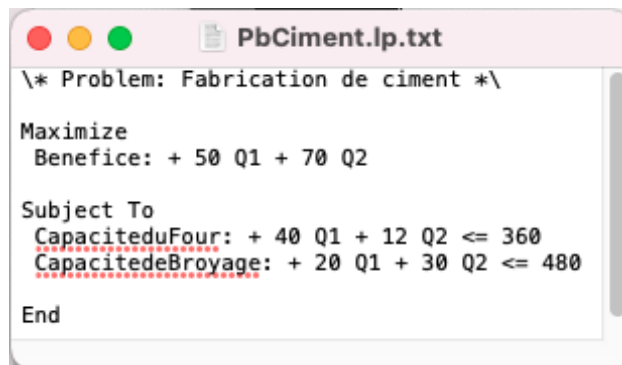 PbCiment.lp.txt
\* Problem: Fabrication de ciment *\
Maximize
Benefice: + 50 Q1 + 70 Q2
Subject To
CapaciteduFour: + 40 Q1 + 12 Q2 <= 360
CapacitedeBroyage: + 20 Q1 + 30 Q2 <= 480
End